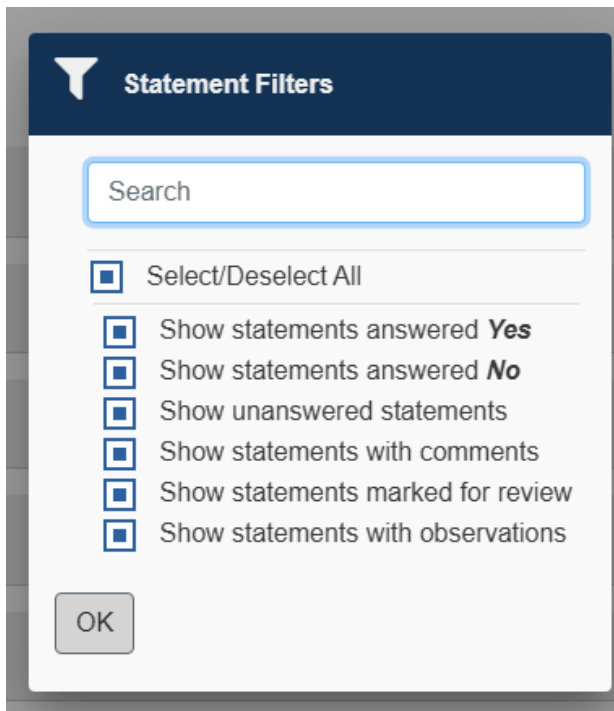 Statement Filters
Search
Select/Deselect All
Show statements answered Yes
Show statements answered No
Show unanswered statements
Show statements with comments
Show statements marked for review
Show statements with observations
OK